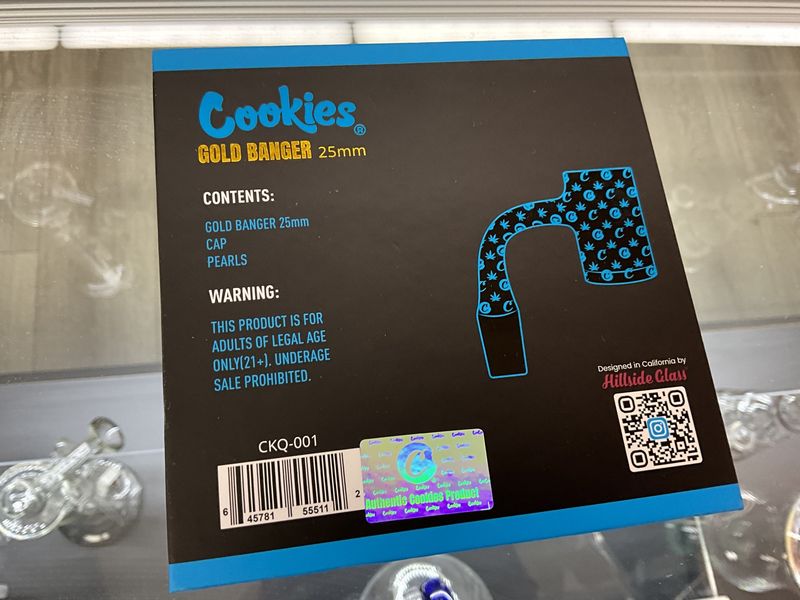 Cookies®
GOLD BANGER 25mm
CONTENTS:
GOLD BANGER 25mm
CAP
PEARLS
WARNING:
THIS PRODUCT IS FOR
ADULTS OF LEGAL AGE
ONLY(21+), UNDERAGE
SALE PROHIBITED.
Designed in California by
Hillside Glass
CKQ-001
6 45781 55511 2
Authentic Cookies Product